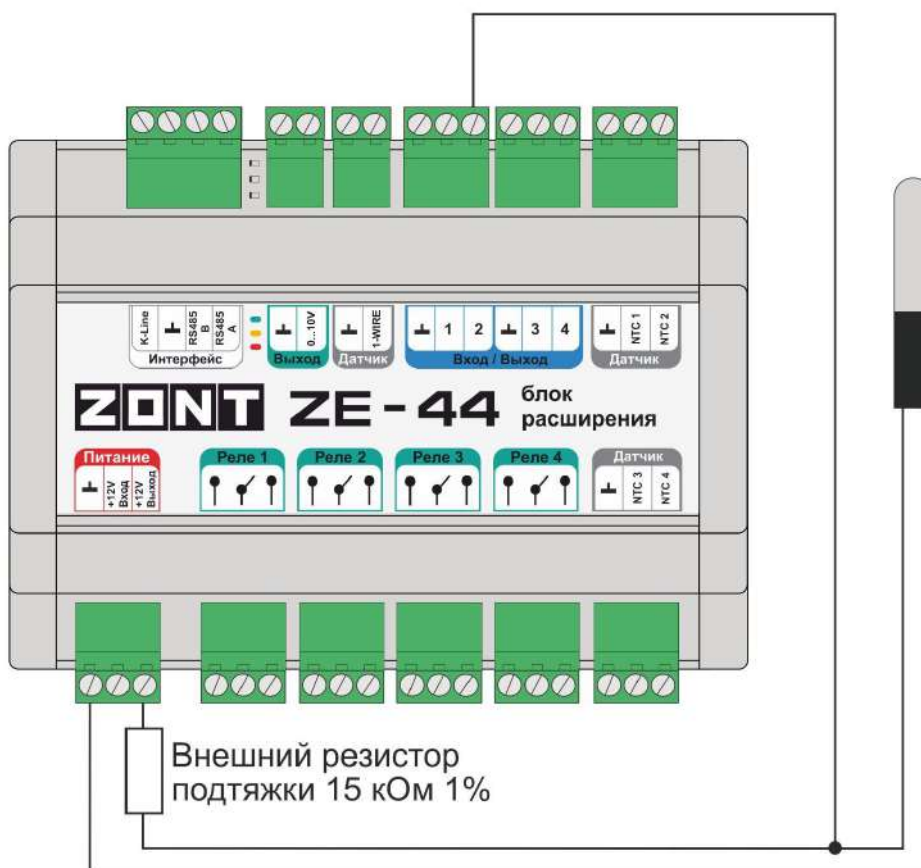 K-Line
RS485 B
RS485 A
Интерфейс
0...10V
Выход
1-WIRE
Датчик
1 2 3 4
Вход / Выход
NTC 1
NTC 2
Датчик
ZONT ZE-44 блок
расширения
Питание
+12V Вход
+12V Выход
Реле 1
Реле 2
Реле 3
Реле 4
Датчик
NTC 3
NTC 4
Внешний резистор
подтяжки 15 кОм 1%